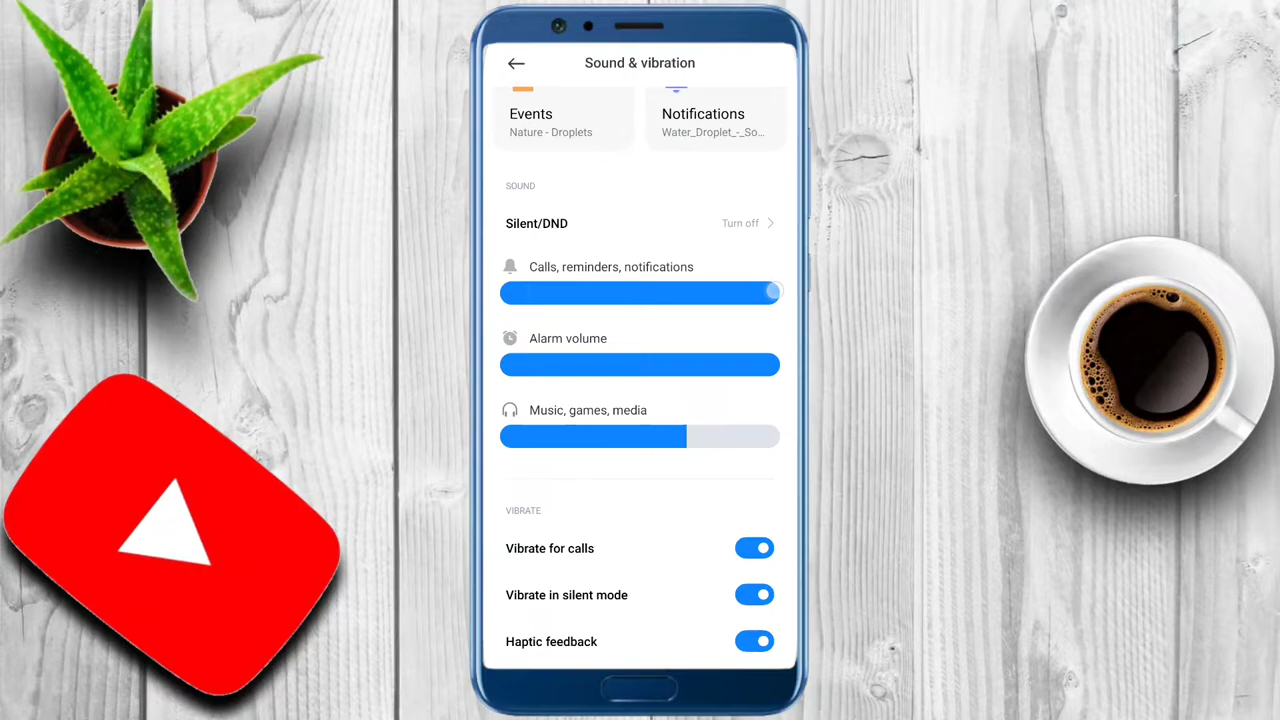 Sound & vibration
Events
Nature - Droplets
Notifications
Water_Droplet_-_So...
SOUND
Silent/DND
Turn off
Calls, reminders, notifications
Alarm volume
Music, games, media
VIBRATE
Vibrate for calls
Vibrate in silent mode
Haptic feedback